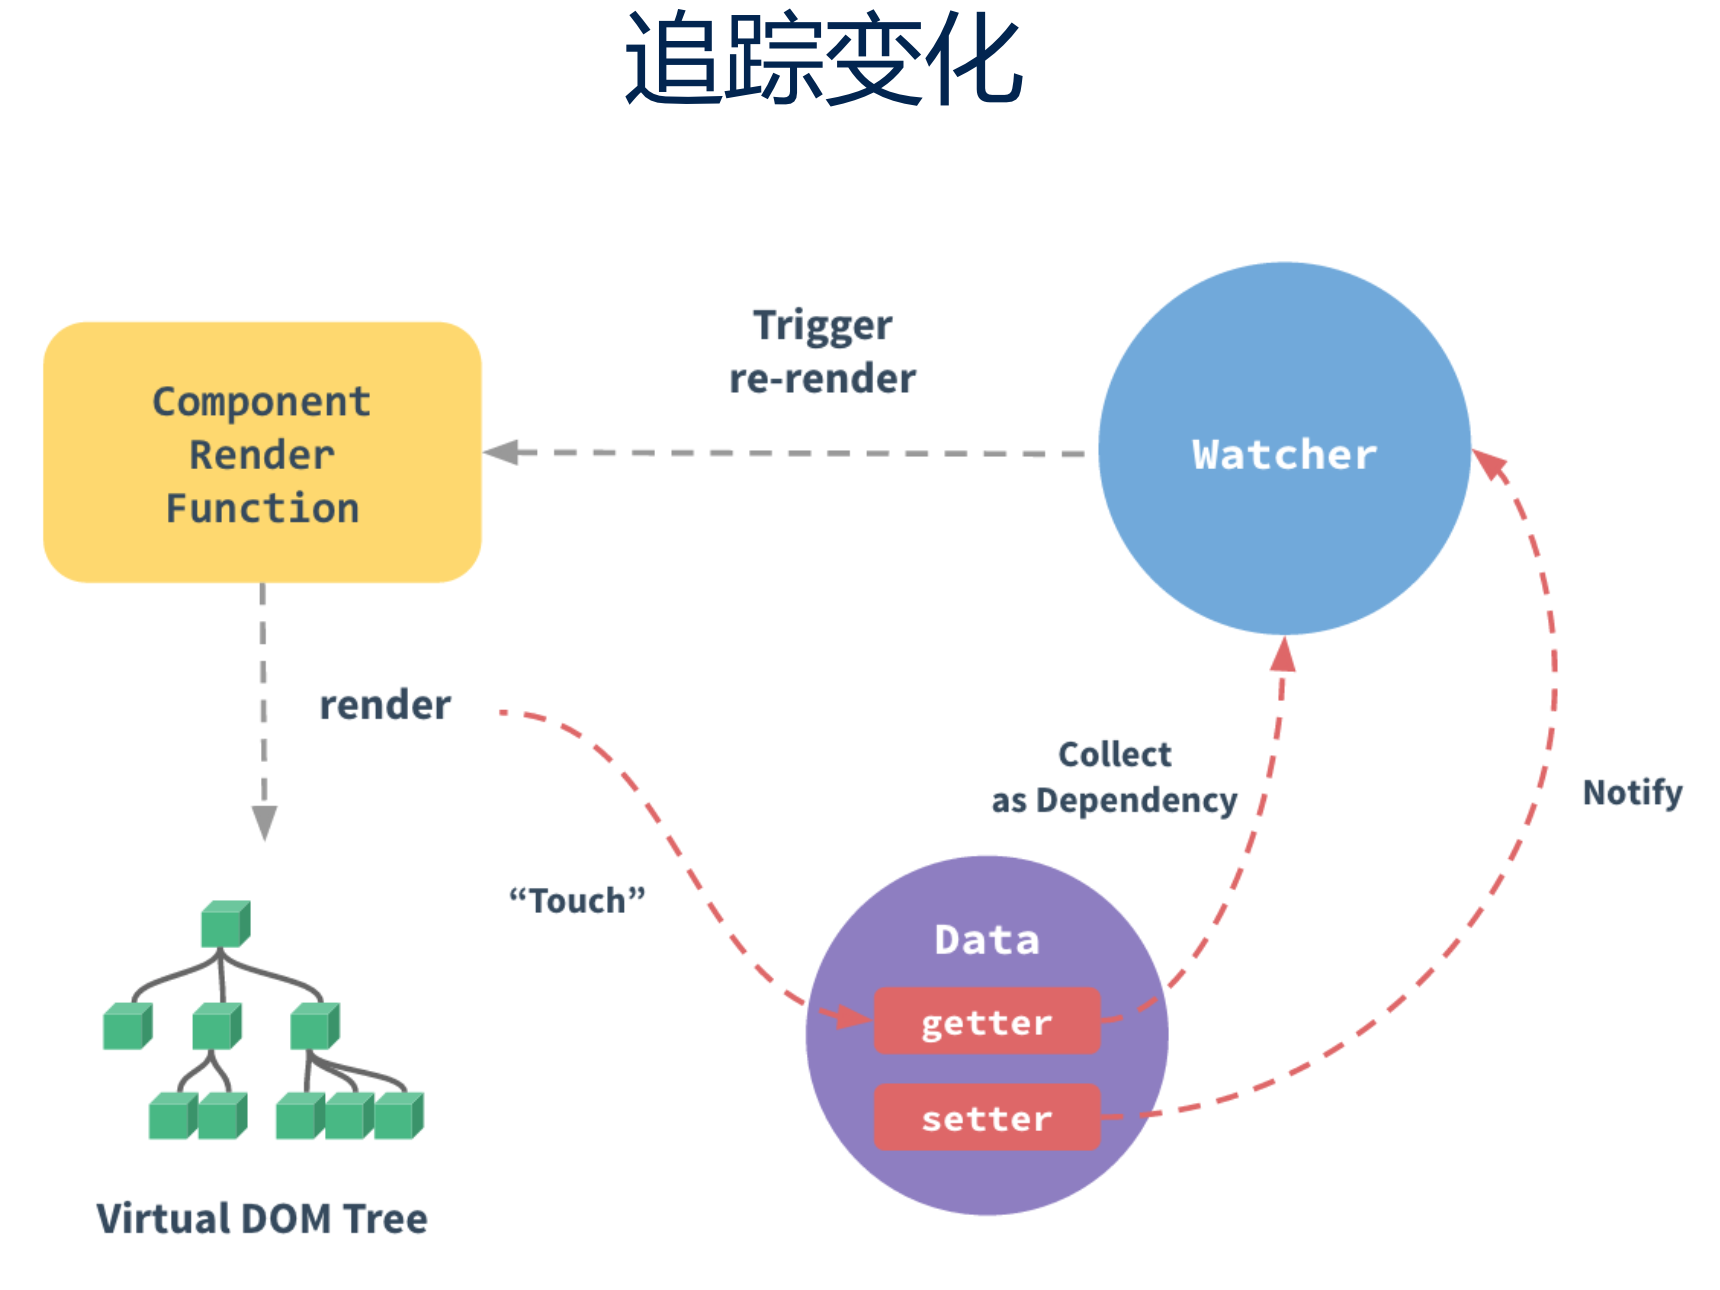 追踪变化
Trigger
re-render
Component
Render
Function
Watcher
render
Collect
as Dependency
Notify
“Touch”
Data
getter
setter
Virtual DOM Tree